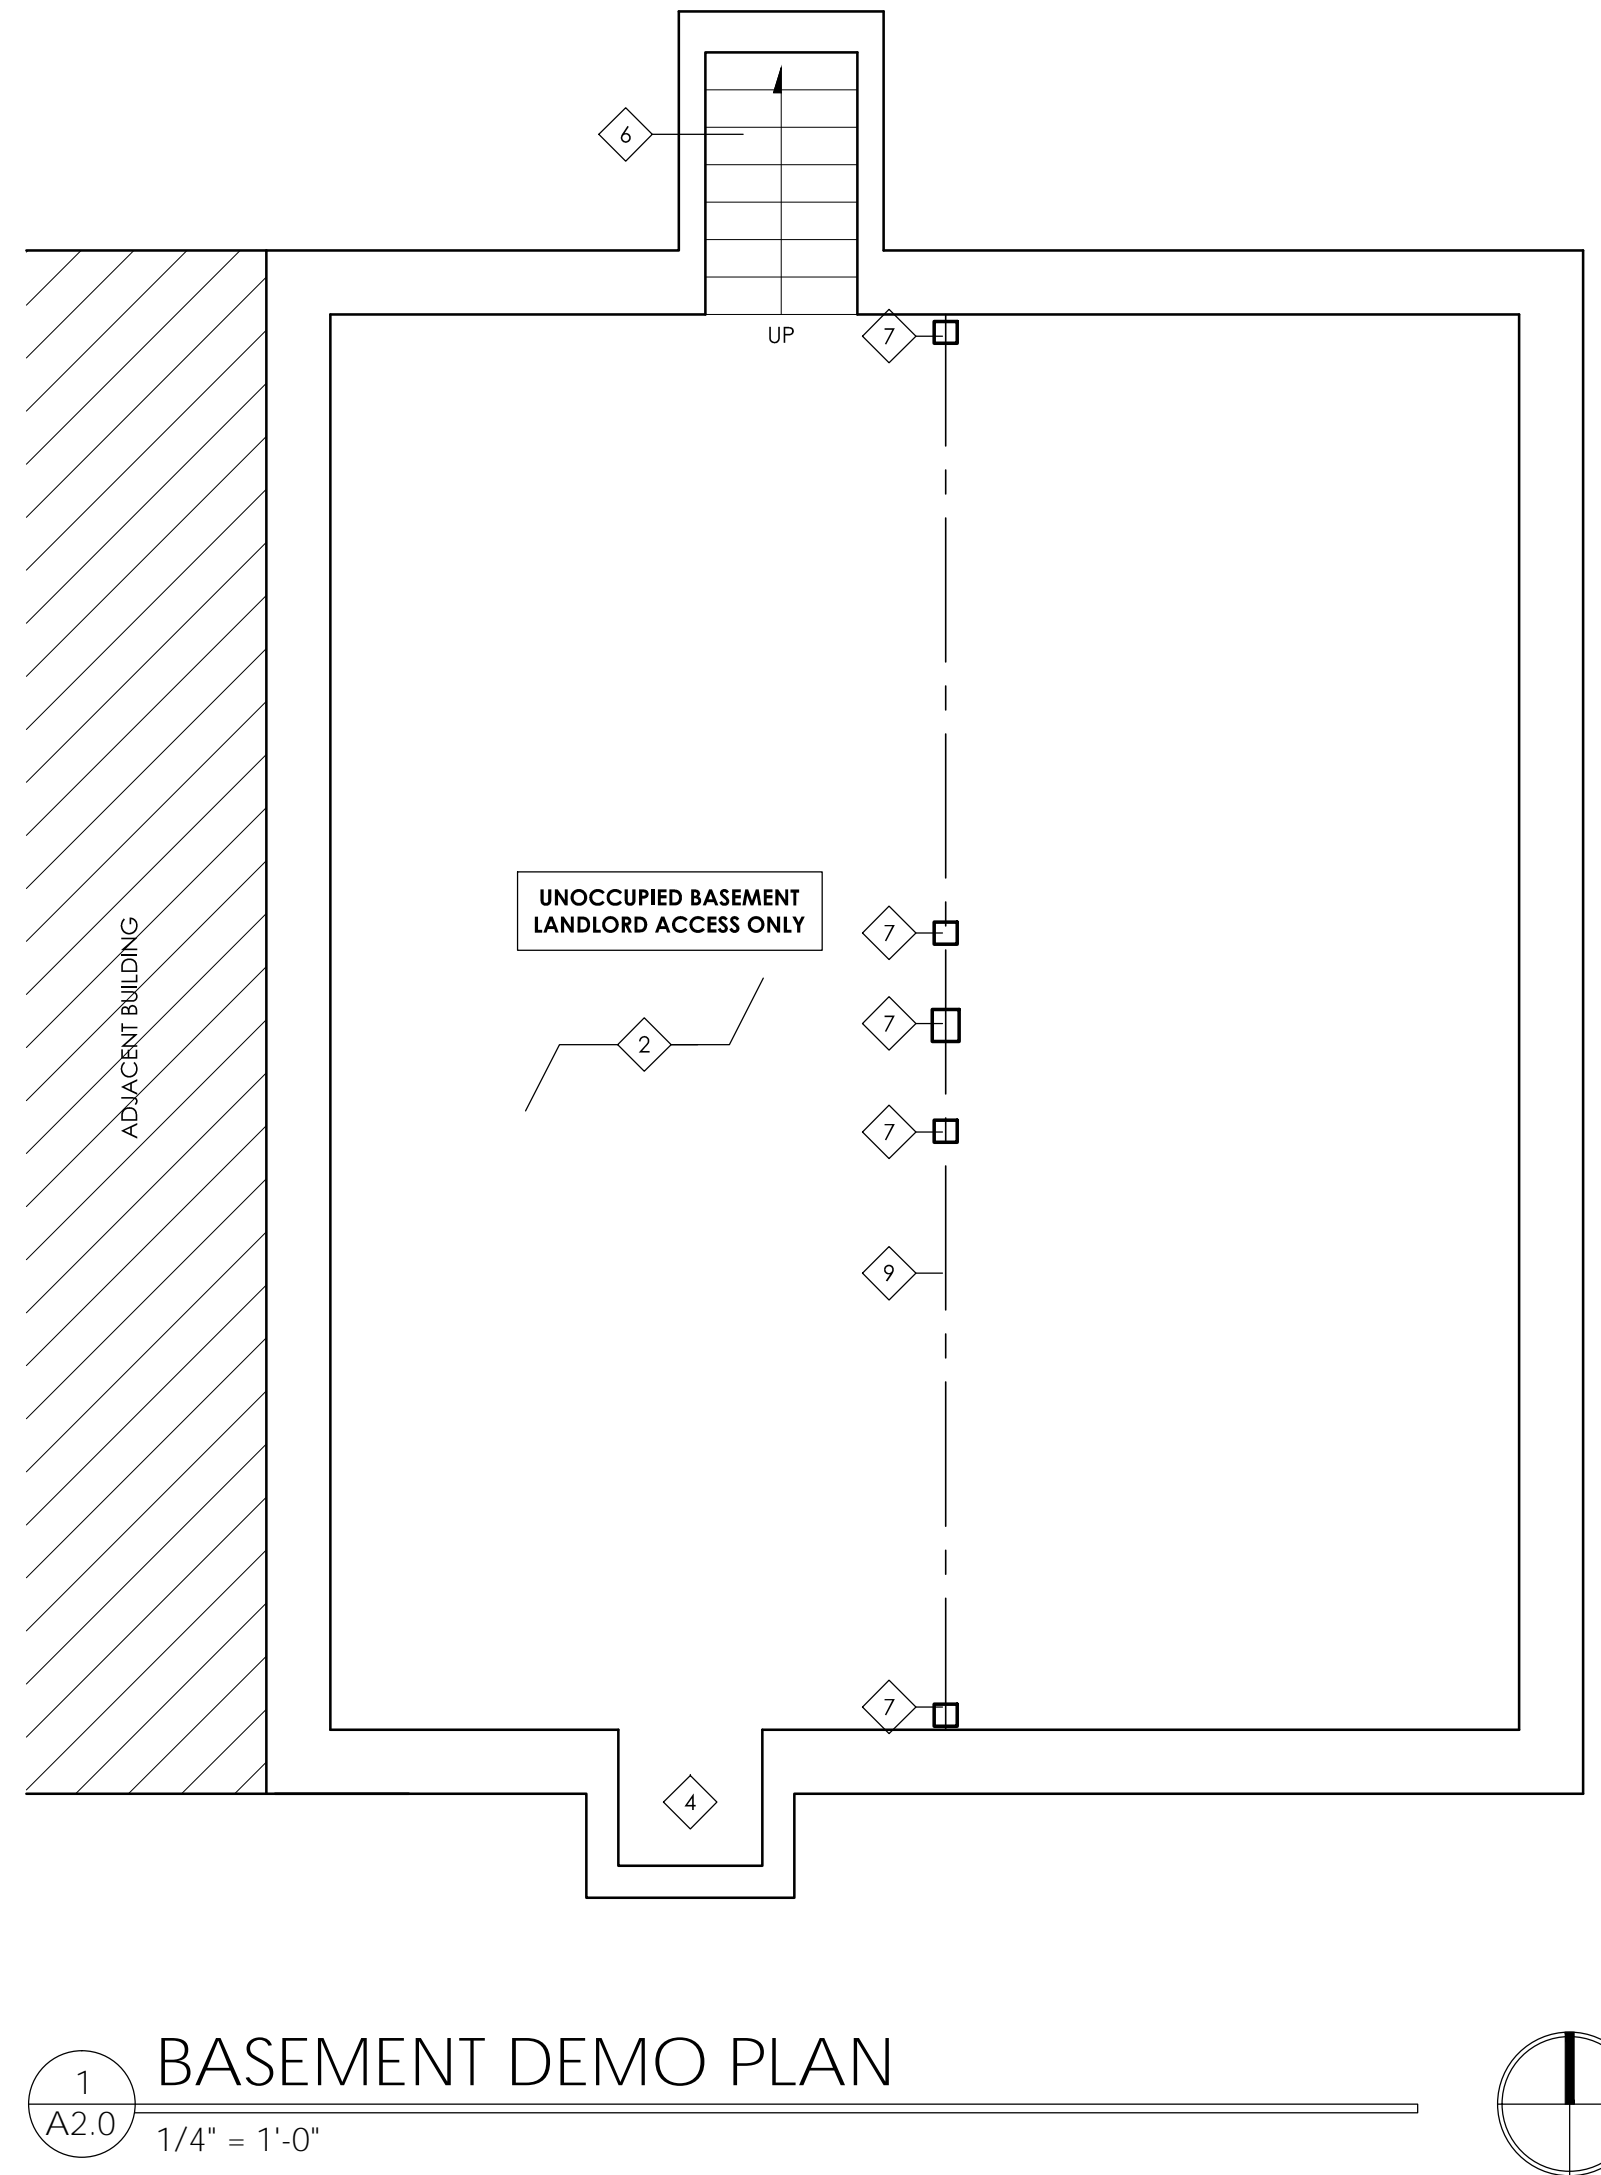 6
UP
7
UNOCCUPIED BASEMENT
LANDLORD ACCESS ONLY
7
ADJACENT BUILDING
7
2
7
9
7
4
1
A2.0
BASEMENT DEMO PLAN
1/4" = 1'-0"